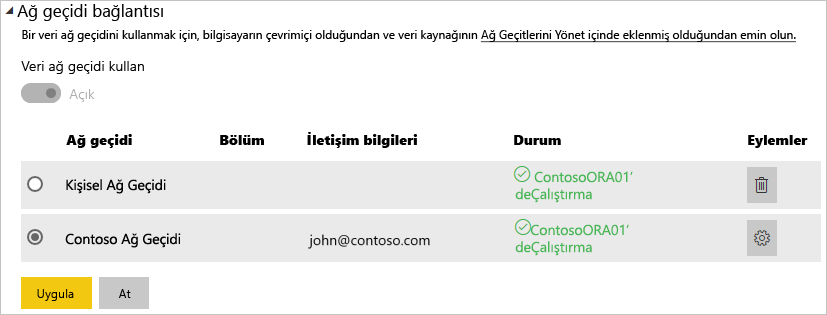 Ağ geçidi bağlantısı
Bir veri ağ geçidini kullanmak için, bilgisayarın çevrimiçi olduğundan ve veri kaynağının Ağ Geçitlerini Yönet içinde eklenmiş olduğundan emin olun.
Veri ağ geçidi kullan
Açık
Ağ geçidi Bölüm İletişim bilgileri Durum Eylemler
Kişisel Ağ Geçidi ContosoORA01'
deÇalıştırma
Contoso Ağ Geçidi john@contoso.com ContosoORA01'
deÇalıştırma
Uygula At